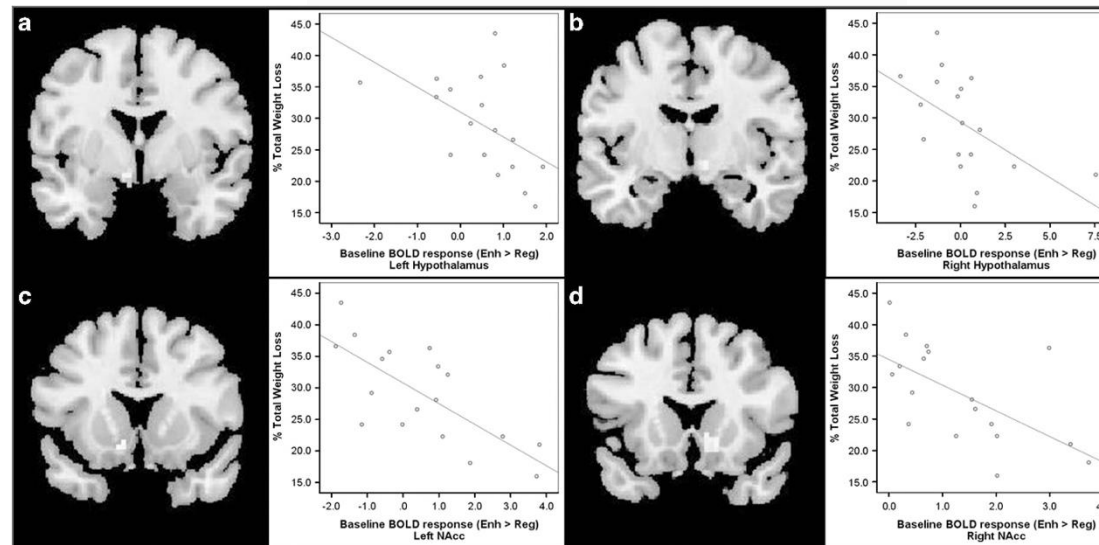 a
% Total Weight Loss
45.0
40.0
35.0
30.0
25.0
20.0
15.0
-3.0 -2.0 -1.0 0.0 1.0 2.0
Baseline BOLD response (Enh > Reg)
Left Hypothalamus
b
% Total Weight Loss
45.0
40.0
35.0
30.0
25.0
20.0
15.0
-2.5 0.0 2.5 5.0 7.5
Baseline BOLD response (Enh > Reg)
Right Hypothalamus
c
% Total Weight Loss
45.0
40.0
35.0
30.0
25.0
20.0
15.0
-2.0 -1.0 .0 1.0 2.0 3.0 4.0
Baseline BOLD response (Enh > Reg)
Left NAcc
d
% Total Weight Loss
45.0
40.0
35.0
30.0
25.0
20.0
15.0
0.0 1.0 2.0 3.0
Baseline BOLD response (Enh > Reg)
Right NAcc